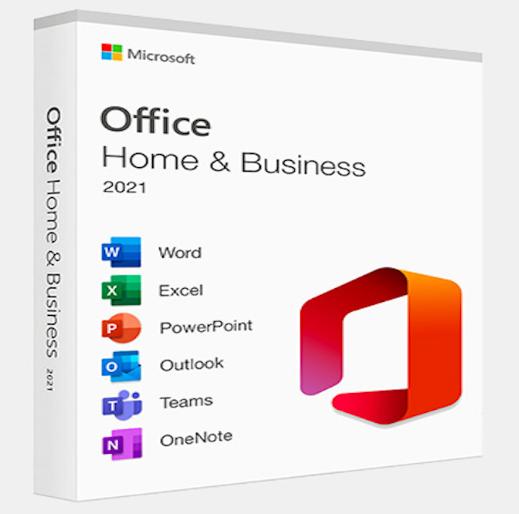 Microsoft
Office
Home & Business
2021
W Word
X Excel
P PowerPoint
O Outlook
T Teams
N OneNote
Office Home & Business 2021